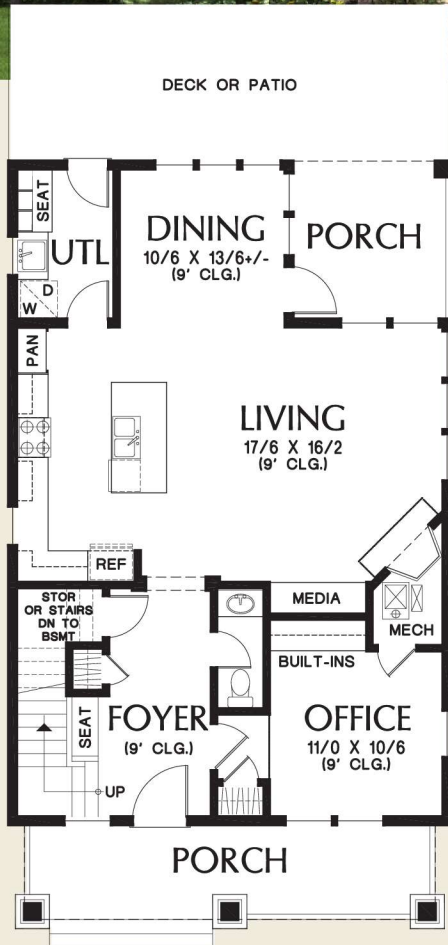 DECK OR PATIO
SEAT
UTL
D
W
DINING
10/6 X 13/6+/-
(9' CLG.)
PORCH
PAN
LIVING
17/6 X 16/2
(9' CLG.)
REF
STOR
OR STAIRS
DN TO
BSMT
MEDIA
MECH
BUILT-INS
SEAT
FOYER
(9' CLG.)
OFFICE
11/0 X 10/6
(9' CLG.)
UP
PORCH